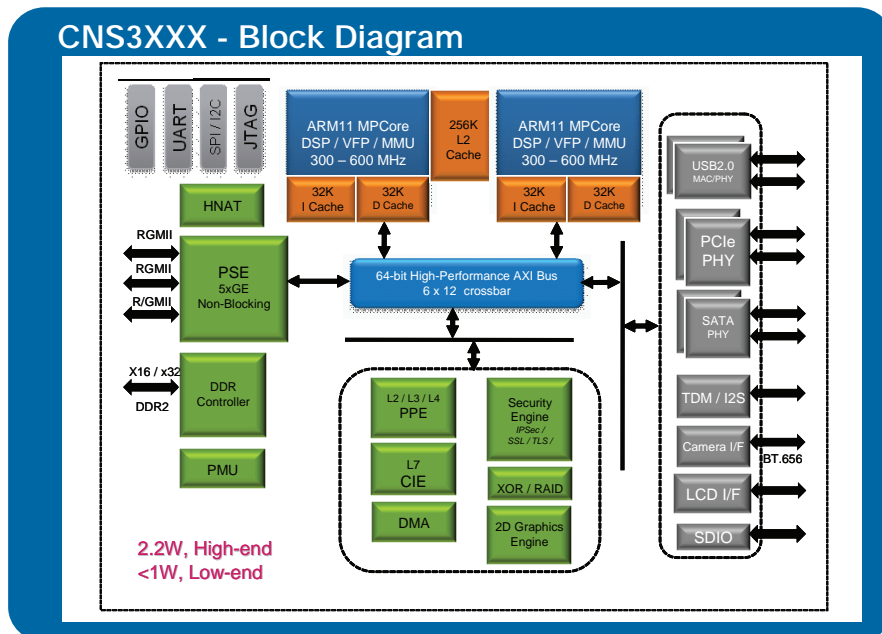 CNS3XXX - Block Diagram
GPIO
UART
SPI / I2C
JTAG
ARM11 MPCore
DSP / VFP / MMU
300 – 600 MHz
256K
L2
Cache
ARM11 MPCore
DSP / VFP / MMU
300 – 600 MHz
32K
I Cache
32K
D Cache
32K
I Cache
32K
D Cache
HNAT
RGMII
RGMII
R/GMII
PSE
5xGE
Non-Blocking
64-bit High-Performance AXI Bus
6 x 12 crossbar
X16 / x32
DDR2
DDR
Controller
PMU
L2 / L3 / L4
PPE
L7
CIE
DMA
Security
Engine
IPSec /
SSL / TLS /
XOR / RAID
2D Graphics
Engine
USB2.0
MAC/PHY
PCIe
PHY
SATA
PHY
TDM / I2S
Camera I/F
BT.656
LCD I/F
SDIO
2.2W, High-end
<1W, Low-end